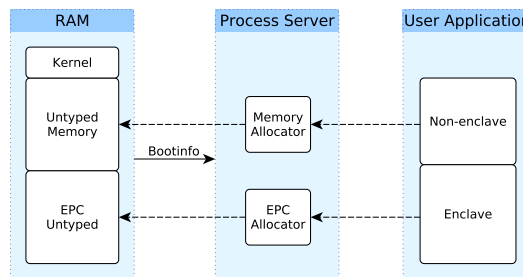 RAM
Process Server
User Application
Kernel
Untyped
Memory
Memory
Allocator
Non-enclave
Bootinfo
EPC
Untyped
EPC
Allocator
Enclave